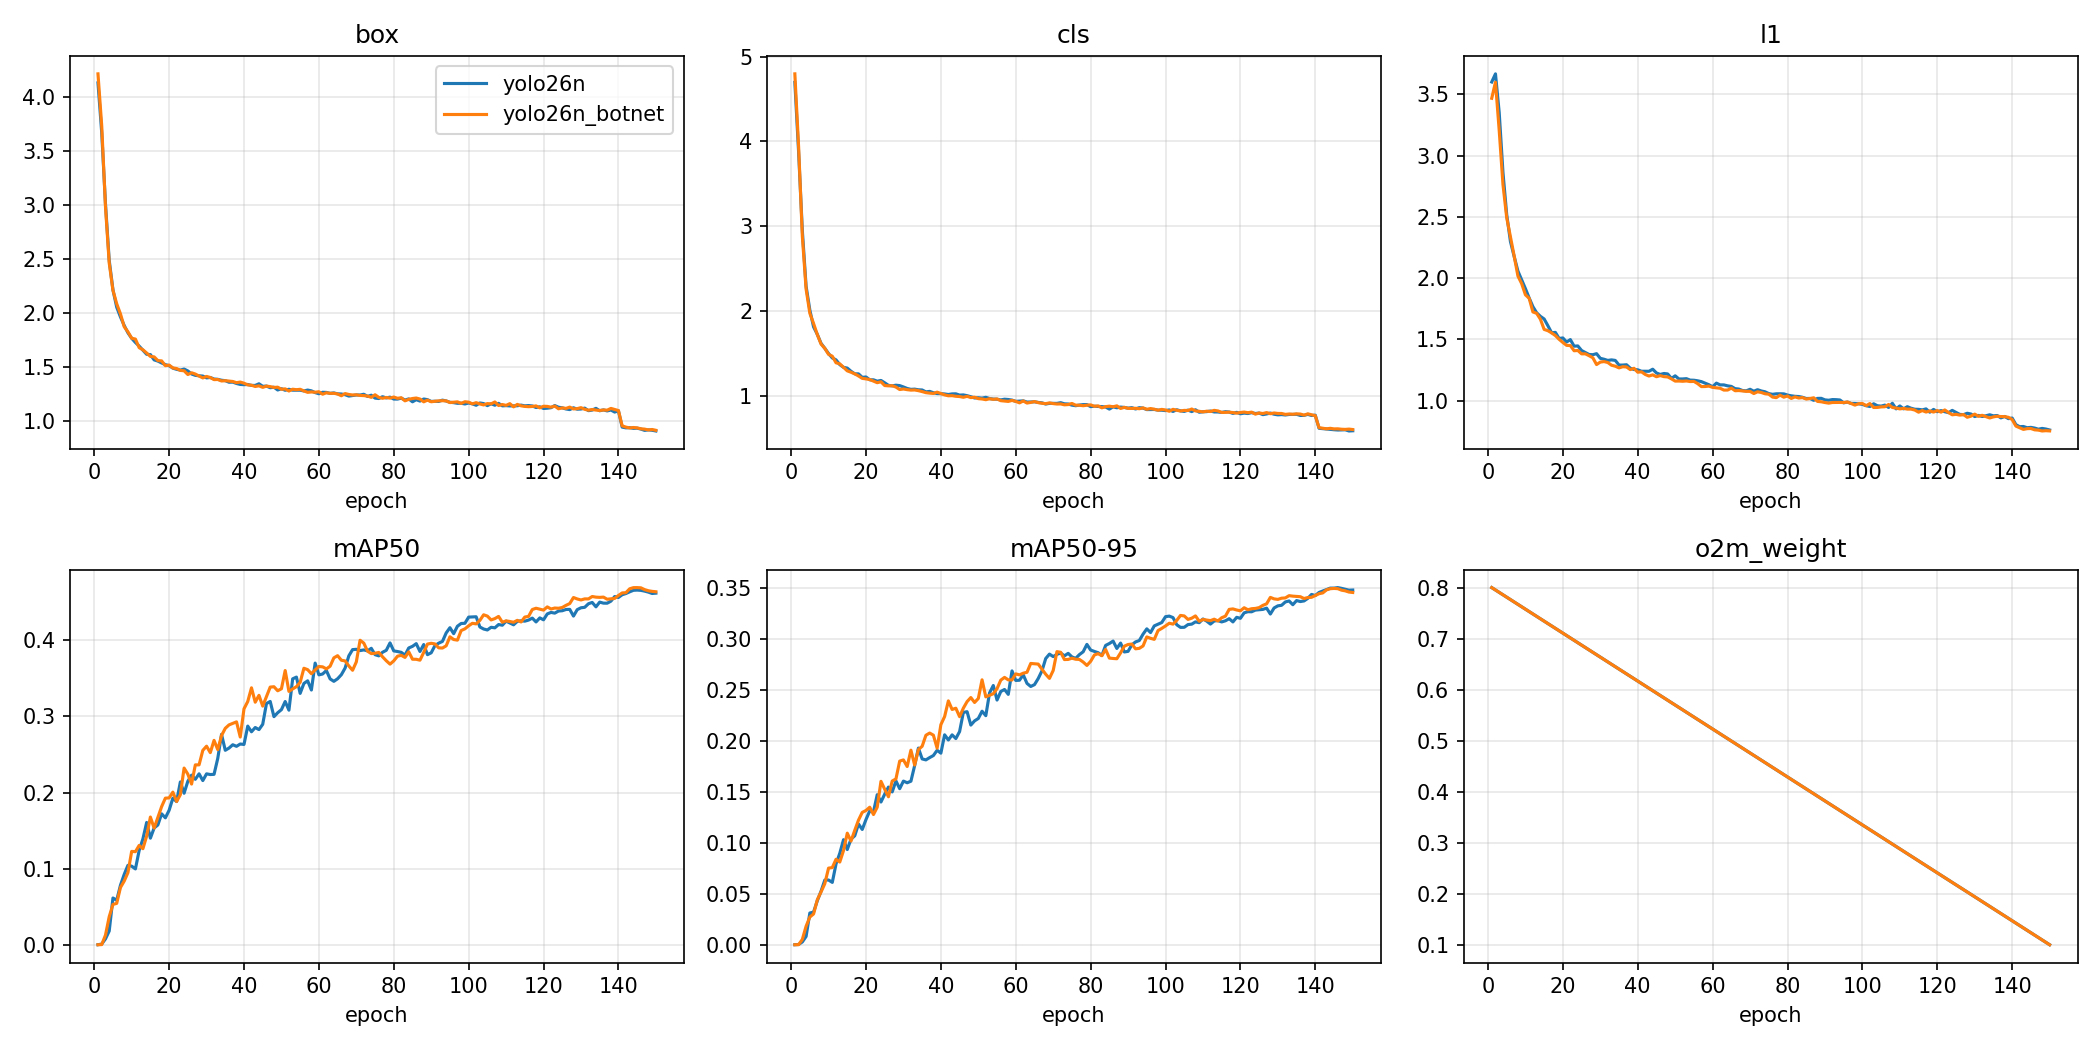 box
4.0
3.5
3.0
2.5
2.0
1.5
1.0
0 20 40 60 80 100 120 140
epoch
yolo26n
yolo26n_botnet
cls
5
4
3
2
1
0 20 40 60 80 100 120 140
epoch
l1
3.5
3.0
2.5
2.0
1.5
1.0
0 20 40 60 80 100 120 140
epoch
mAP50
0.4
0.3
0.2
0.1
0.0
0 20 40 60 80 100 120 140
epoch
mAP50-95
0.35
0.30
0.25
0.20
0.15
0.10
0.05
0.00
0 20 40 60 80 100 120 140
epoch
o2m_weight
0.8
0.7
0.6
0.5
0.4
0.3
0.2
0.1
0 20 40 60 80 100 120 140
epoch